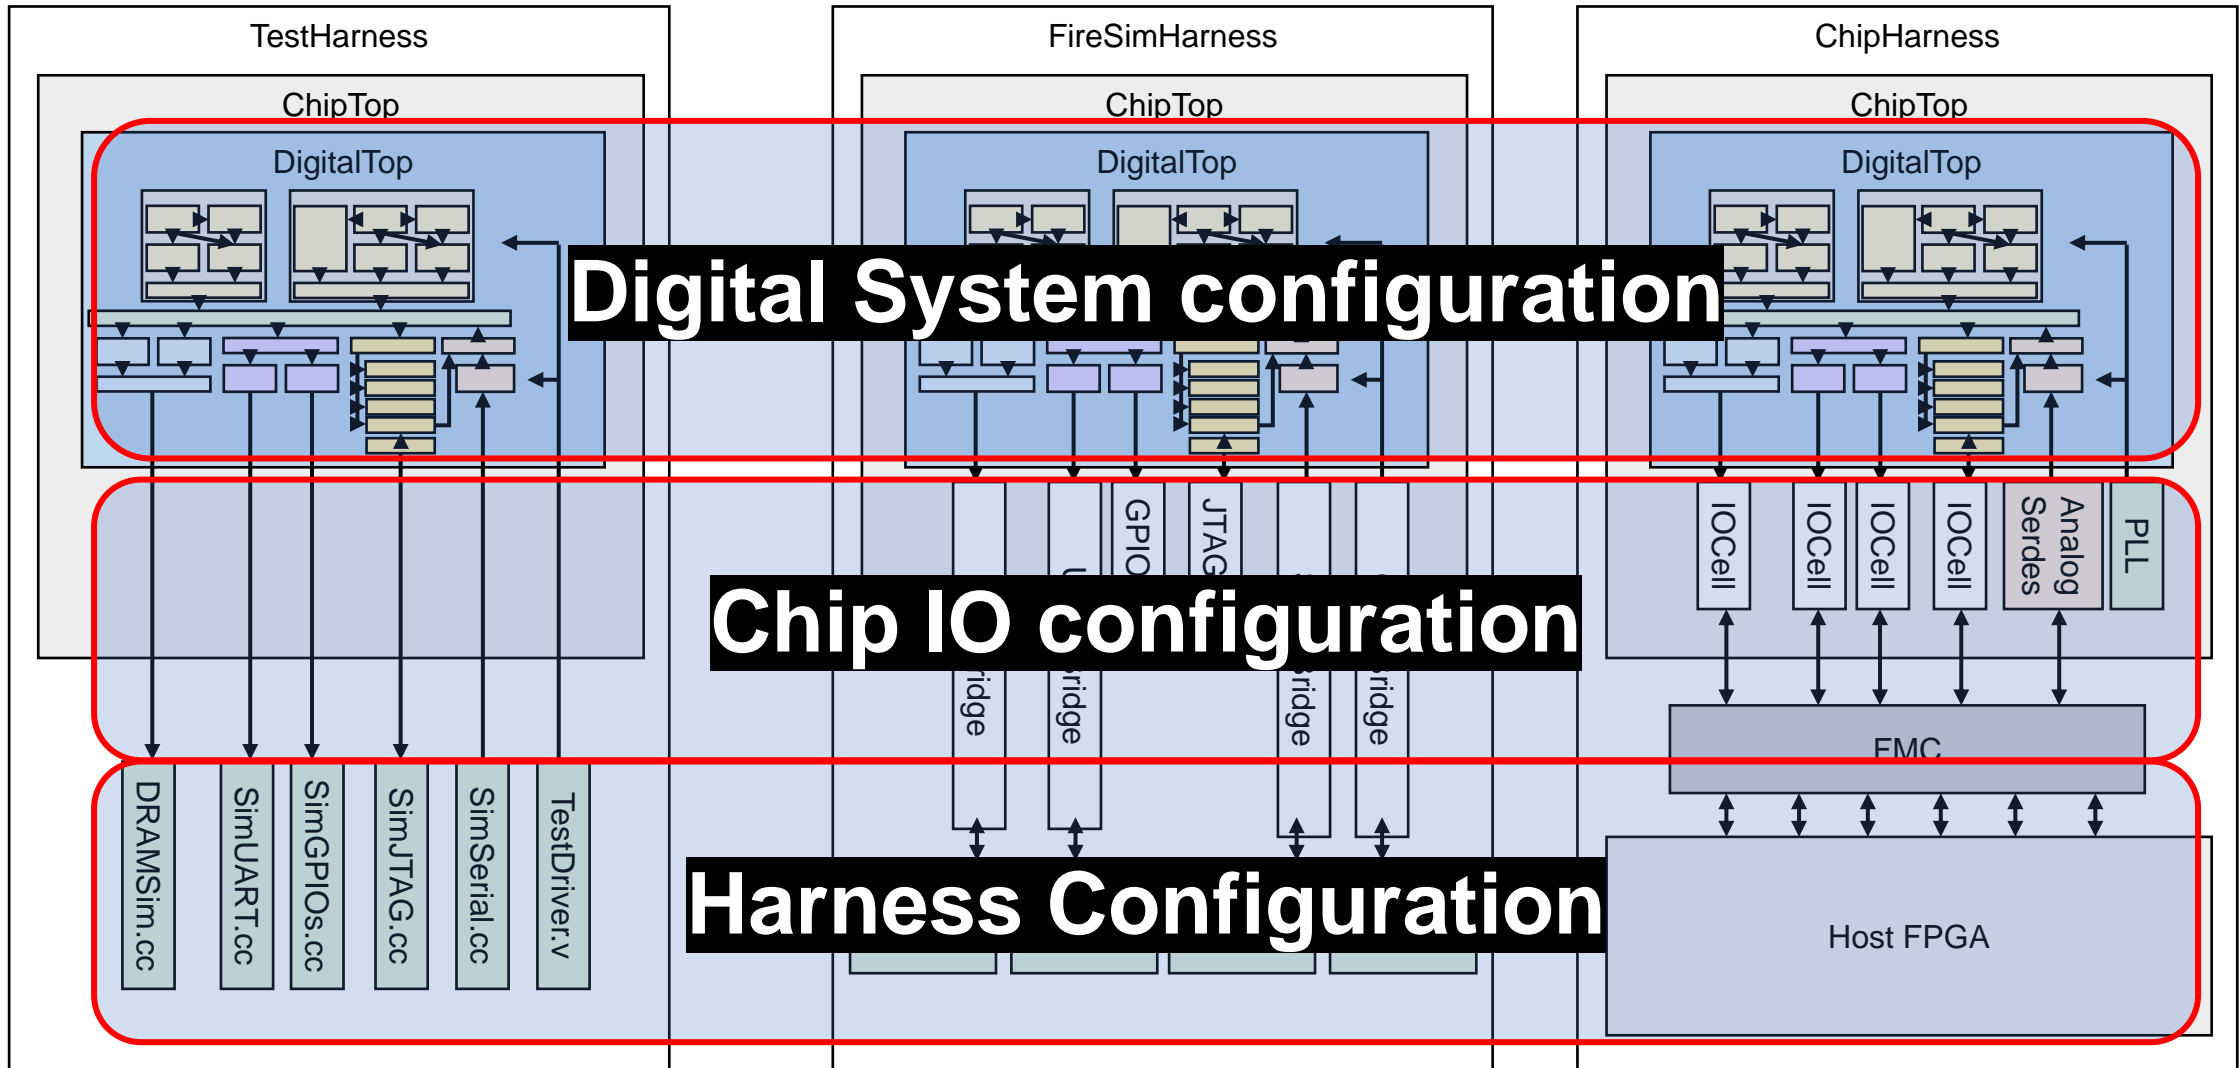 TestHarness
FireSimHarness
ChipHarness
ChipTop
ChipTop
ChipTop
DigitalTop
DigitalTop
DigitalTop
Digital System configuration
GPIO
JTAG
IOCell
IOCell
IOCell
IOCell
Analog
Serdes
PLL
Chip IO configuration
FMC
DRAMSim.cc
SimUART.cc
SimGPIOs.cc
SimJTAG.cc
SimSerial.cc
TestDriver.v
Harness Configuration
Host FPGA